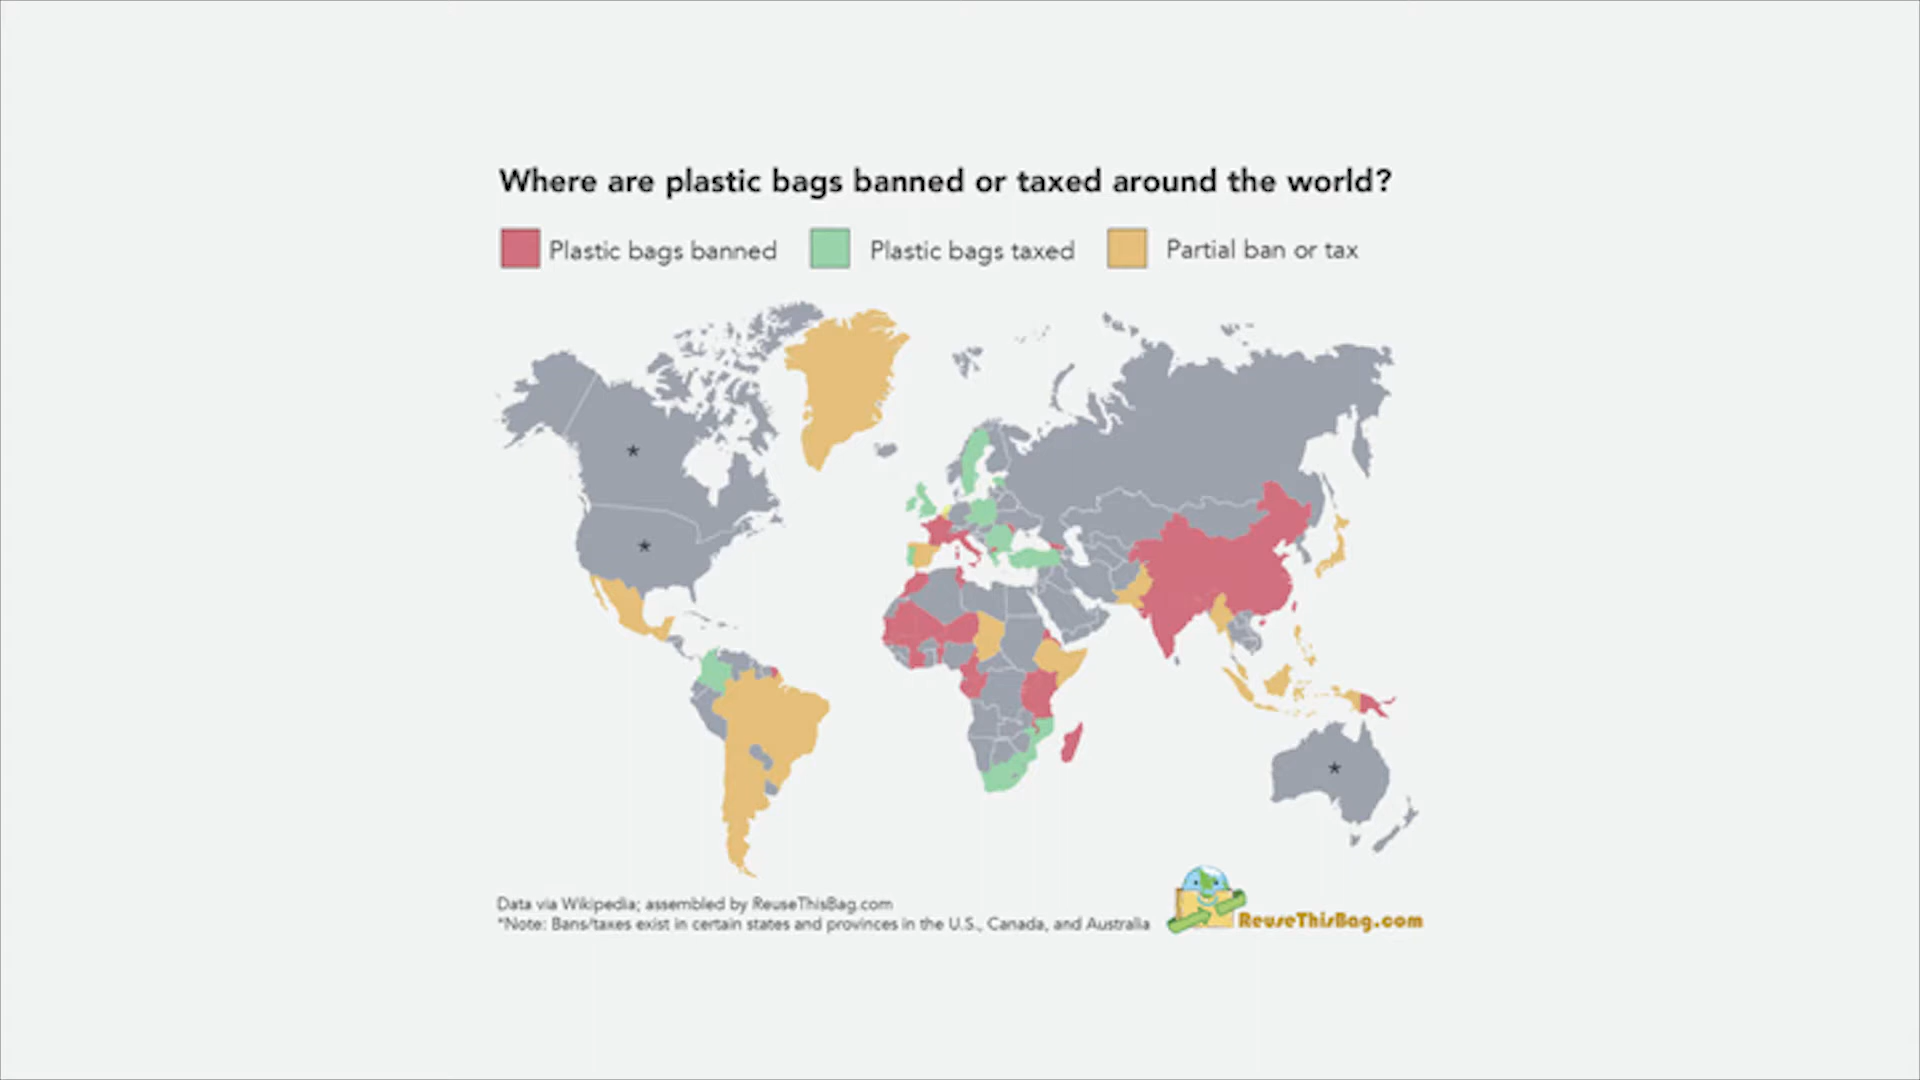 Where are plastic bags banned or taxed around the world?
Plastic bags banned Plastic bags taxed Partial ban or tax
*
*
*
Data via Wikipedia; assembled by ReuseThisBag.com
*Note: Bans/taxes exist in certain states and provinces in the U.S., Canada, and Australia
ReuseThisBag.com